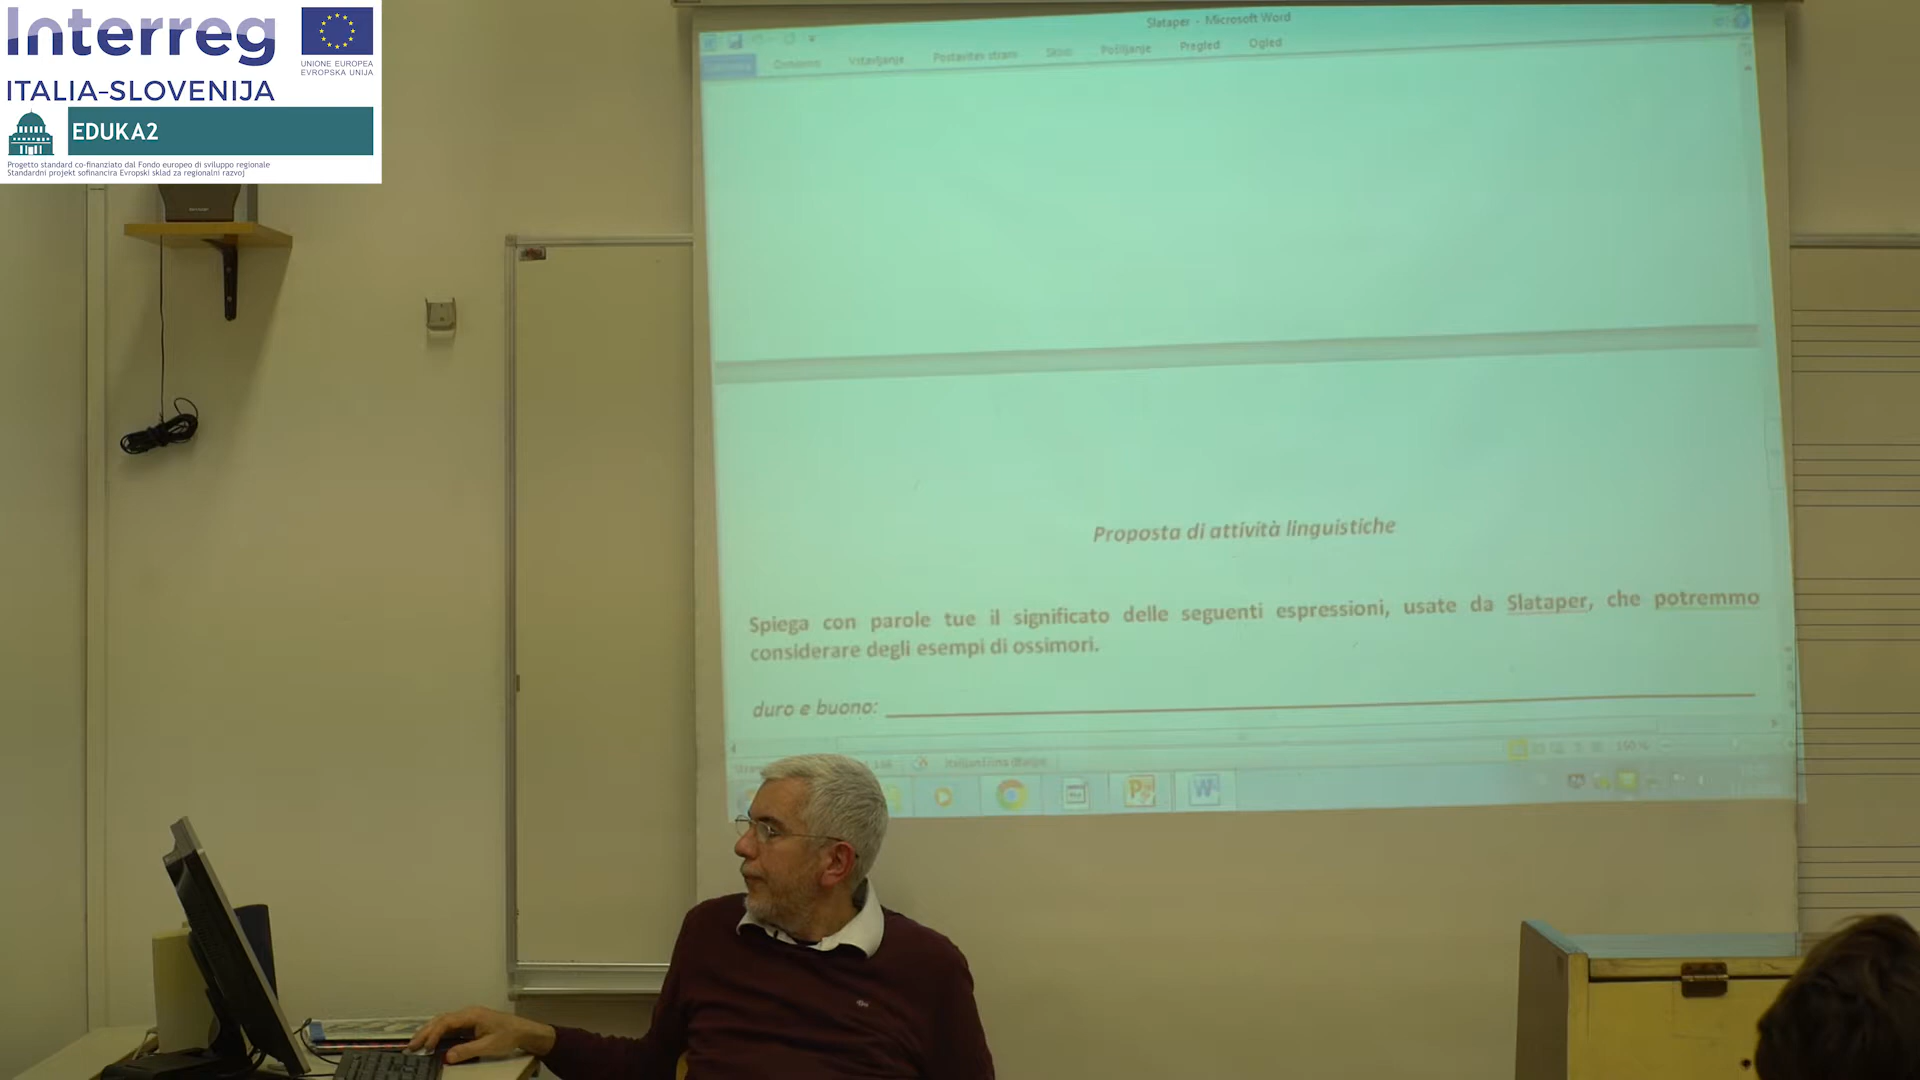 Interreg
UNIONE EUROPEA
EVROPSKA UNIJA
ITALIA-SLOVENIJA
EDUKA2
Progetto standard co-finanziato dal Fondo europeo di sviluppo regionale
Standardni projekt sofinancira Evropski sklad za regionalni razvoj
Slataper - Microsoft Word
Osnovno Vstavljanje Postavitev strani Sklici Pošiljanje Pregled Ogled
Proposta di attività linguistiche
Spiega con parole tue il significato delle seguenti espressioni, usate da Slataper, che potremmo
considerare degli esempi di ossimori.
duro e buono:
150 %